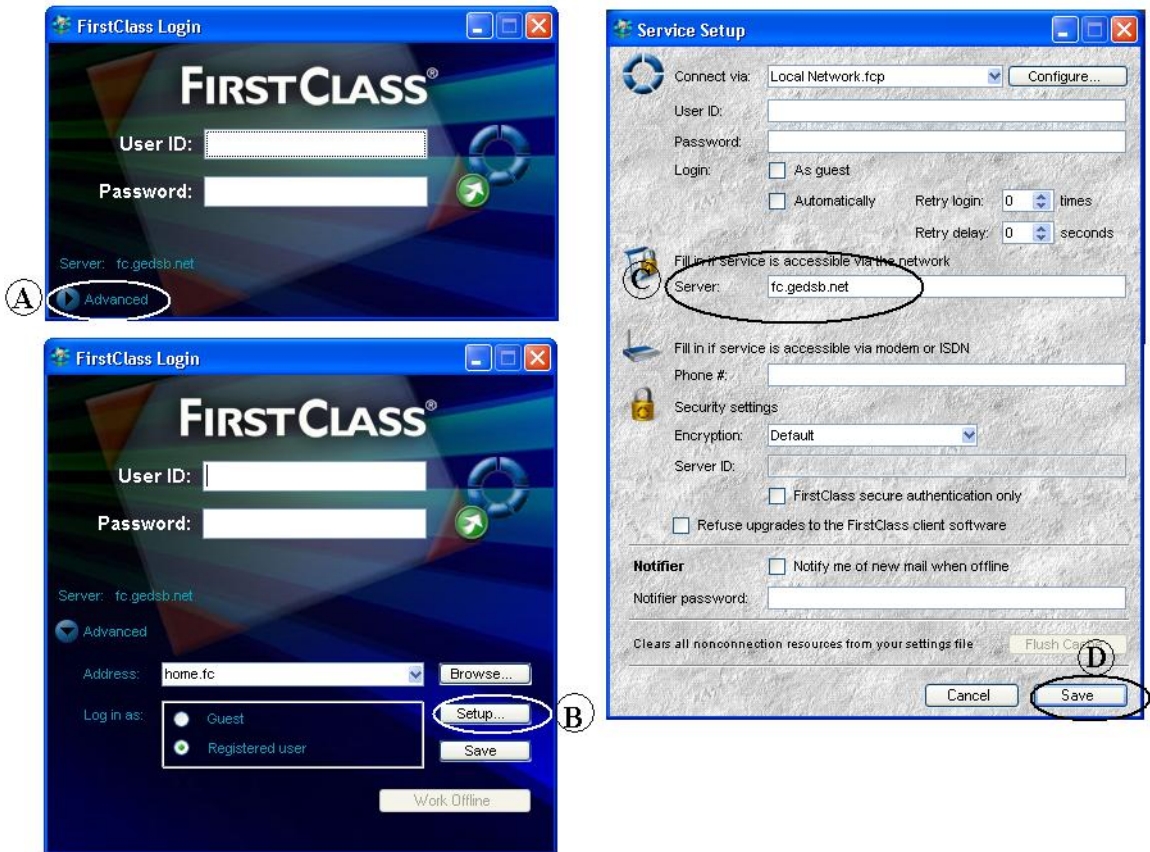 FirstClass Login
FIRSTCLASS®
User ID:
Password:
Server: fc.gedsb.net
A
Advanced
FirstClass Login
FIRSTCLASS®
User ID:
Password:
Server: fc.gedsb.net
Advanced
Address: home.fc Browse...
Log in as: Guest Setup... B
Registered user Save
Work Offline
Service Setup
Connect via: Local Network.fcp Configure...
User ID:
Password:
Login: As guest
Automatically Retry login: 0 times
Retry delay: 0 seconds
Fill in if service is accessible via the network
C Server: fc.gedsb.net
Fill in if service is accessible via modem or ISDN
Phone #:
Security settings
Encryption: Default
Server ID:
FirstClass secure authentication only
Refuse upgrades to the FirstClass client software
Notifier Notify me of new mail when offline
Notifier password:
Clears all nonconnection resources from your settings file Flush
D
Cancel Save